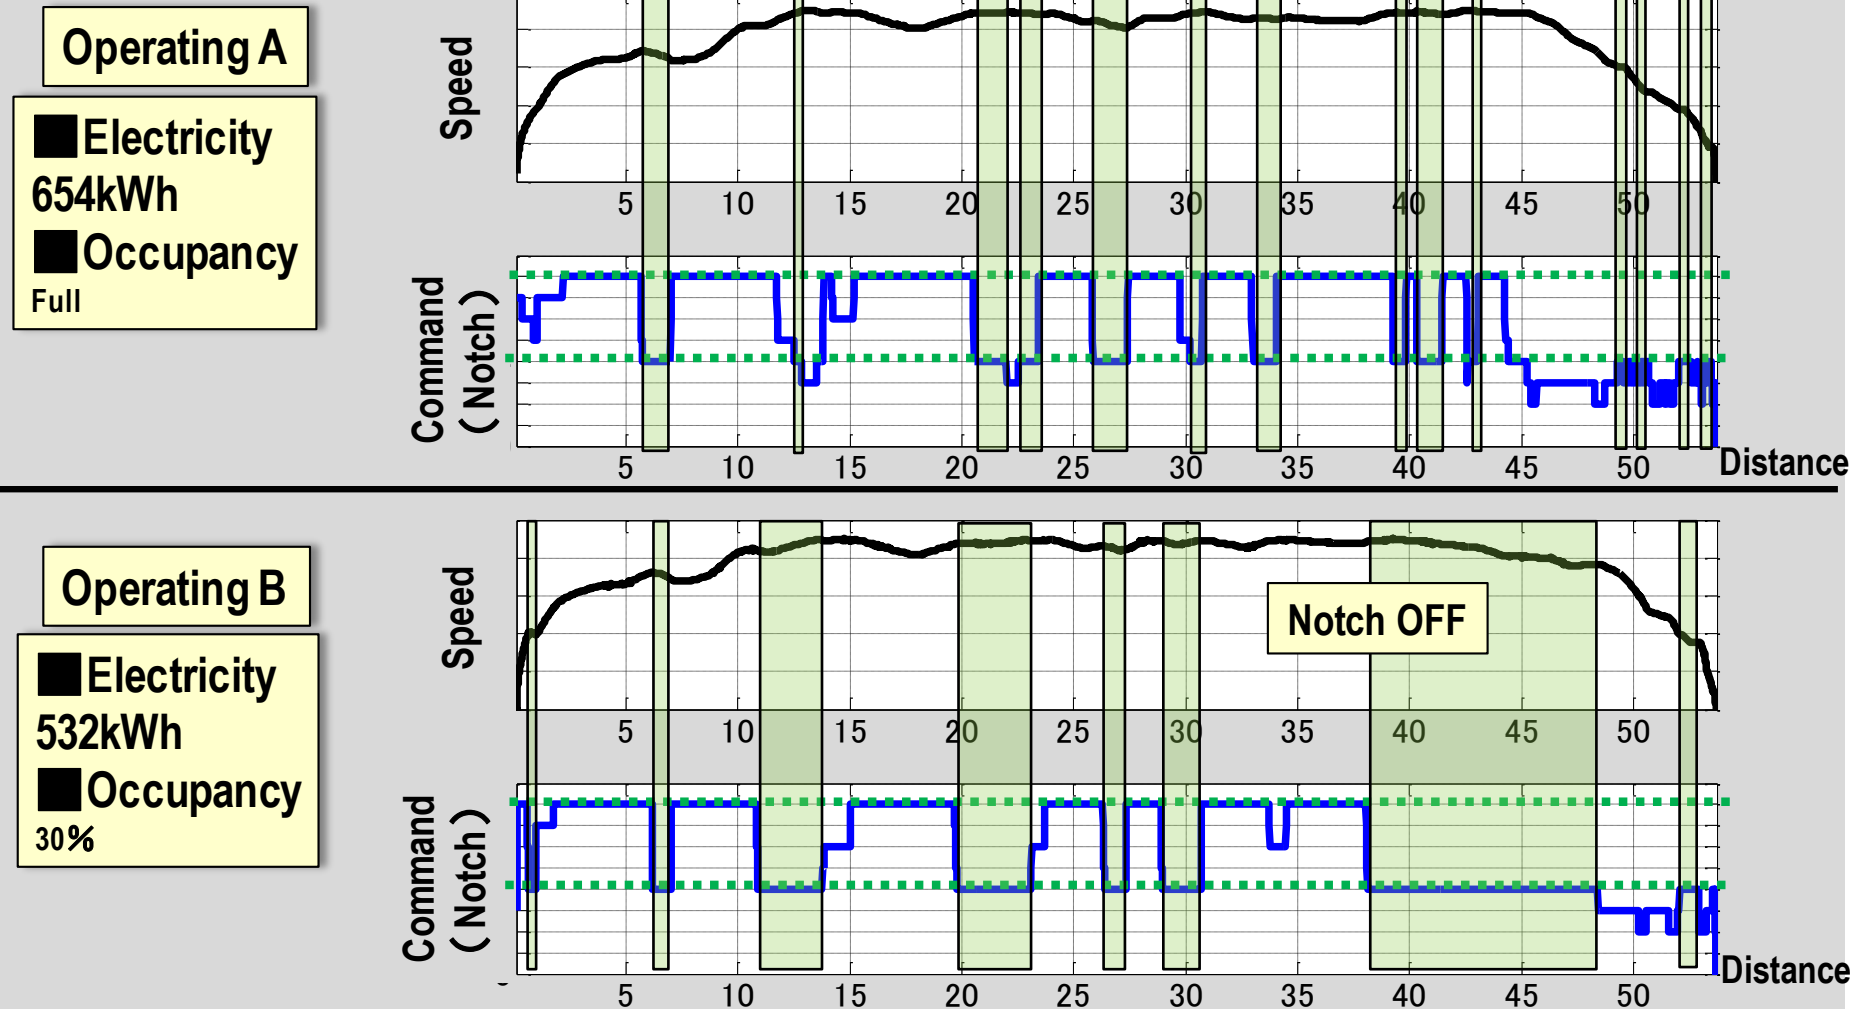 Operating A
■Electricity
654kWh
■Occupancy
Full
Speed
5 10 15 20 25 30 35 40 45 50
Command
( Notch )
5 10 15 20 25 30 35 40 45 50
Distance
Operating B
■Electricity
532kWh
■Occupancy
30%
Speed
Notch OFF
5 10 15 20 25 30 35 40 45 50
Command
( Notch )
5 10 15 20 25 30 35 40 45 50
Distance